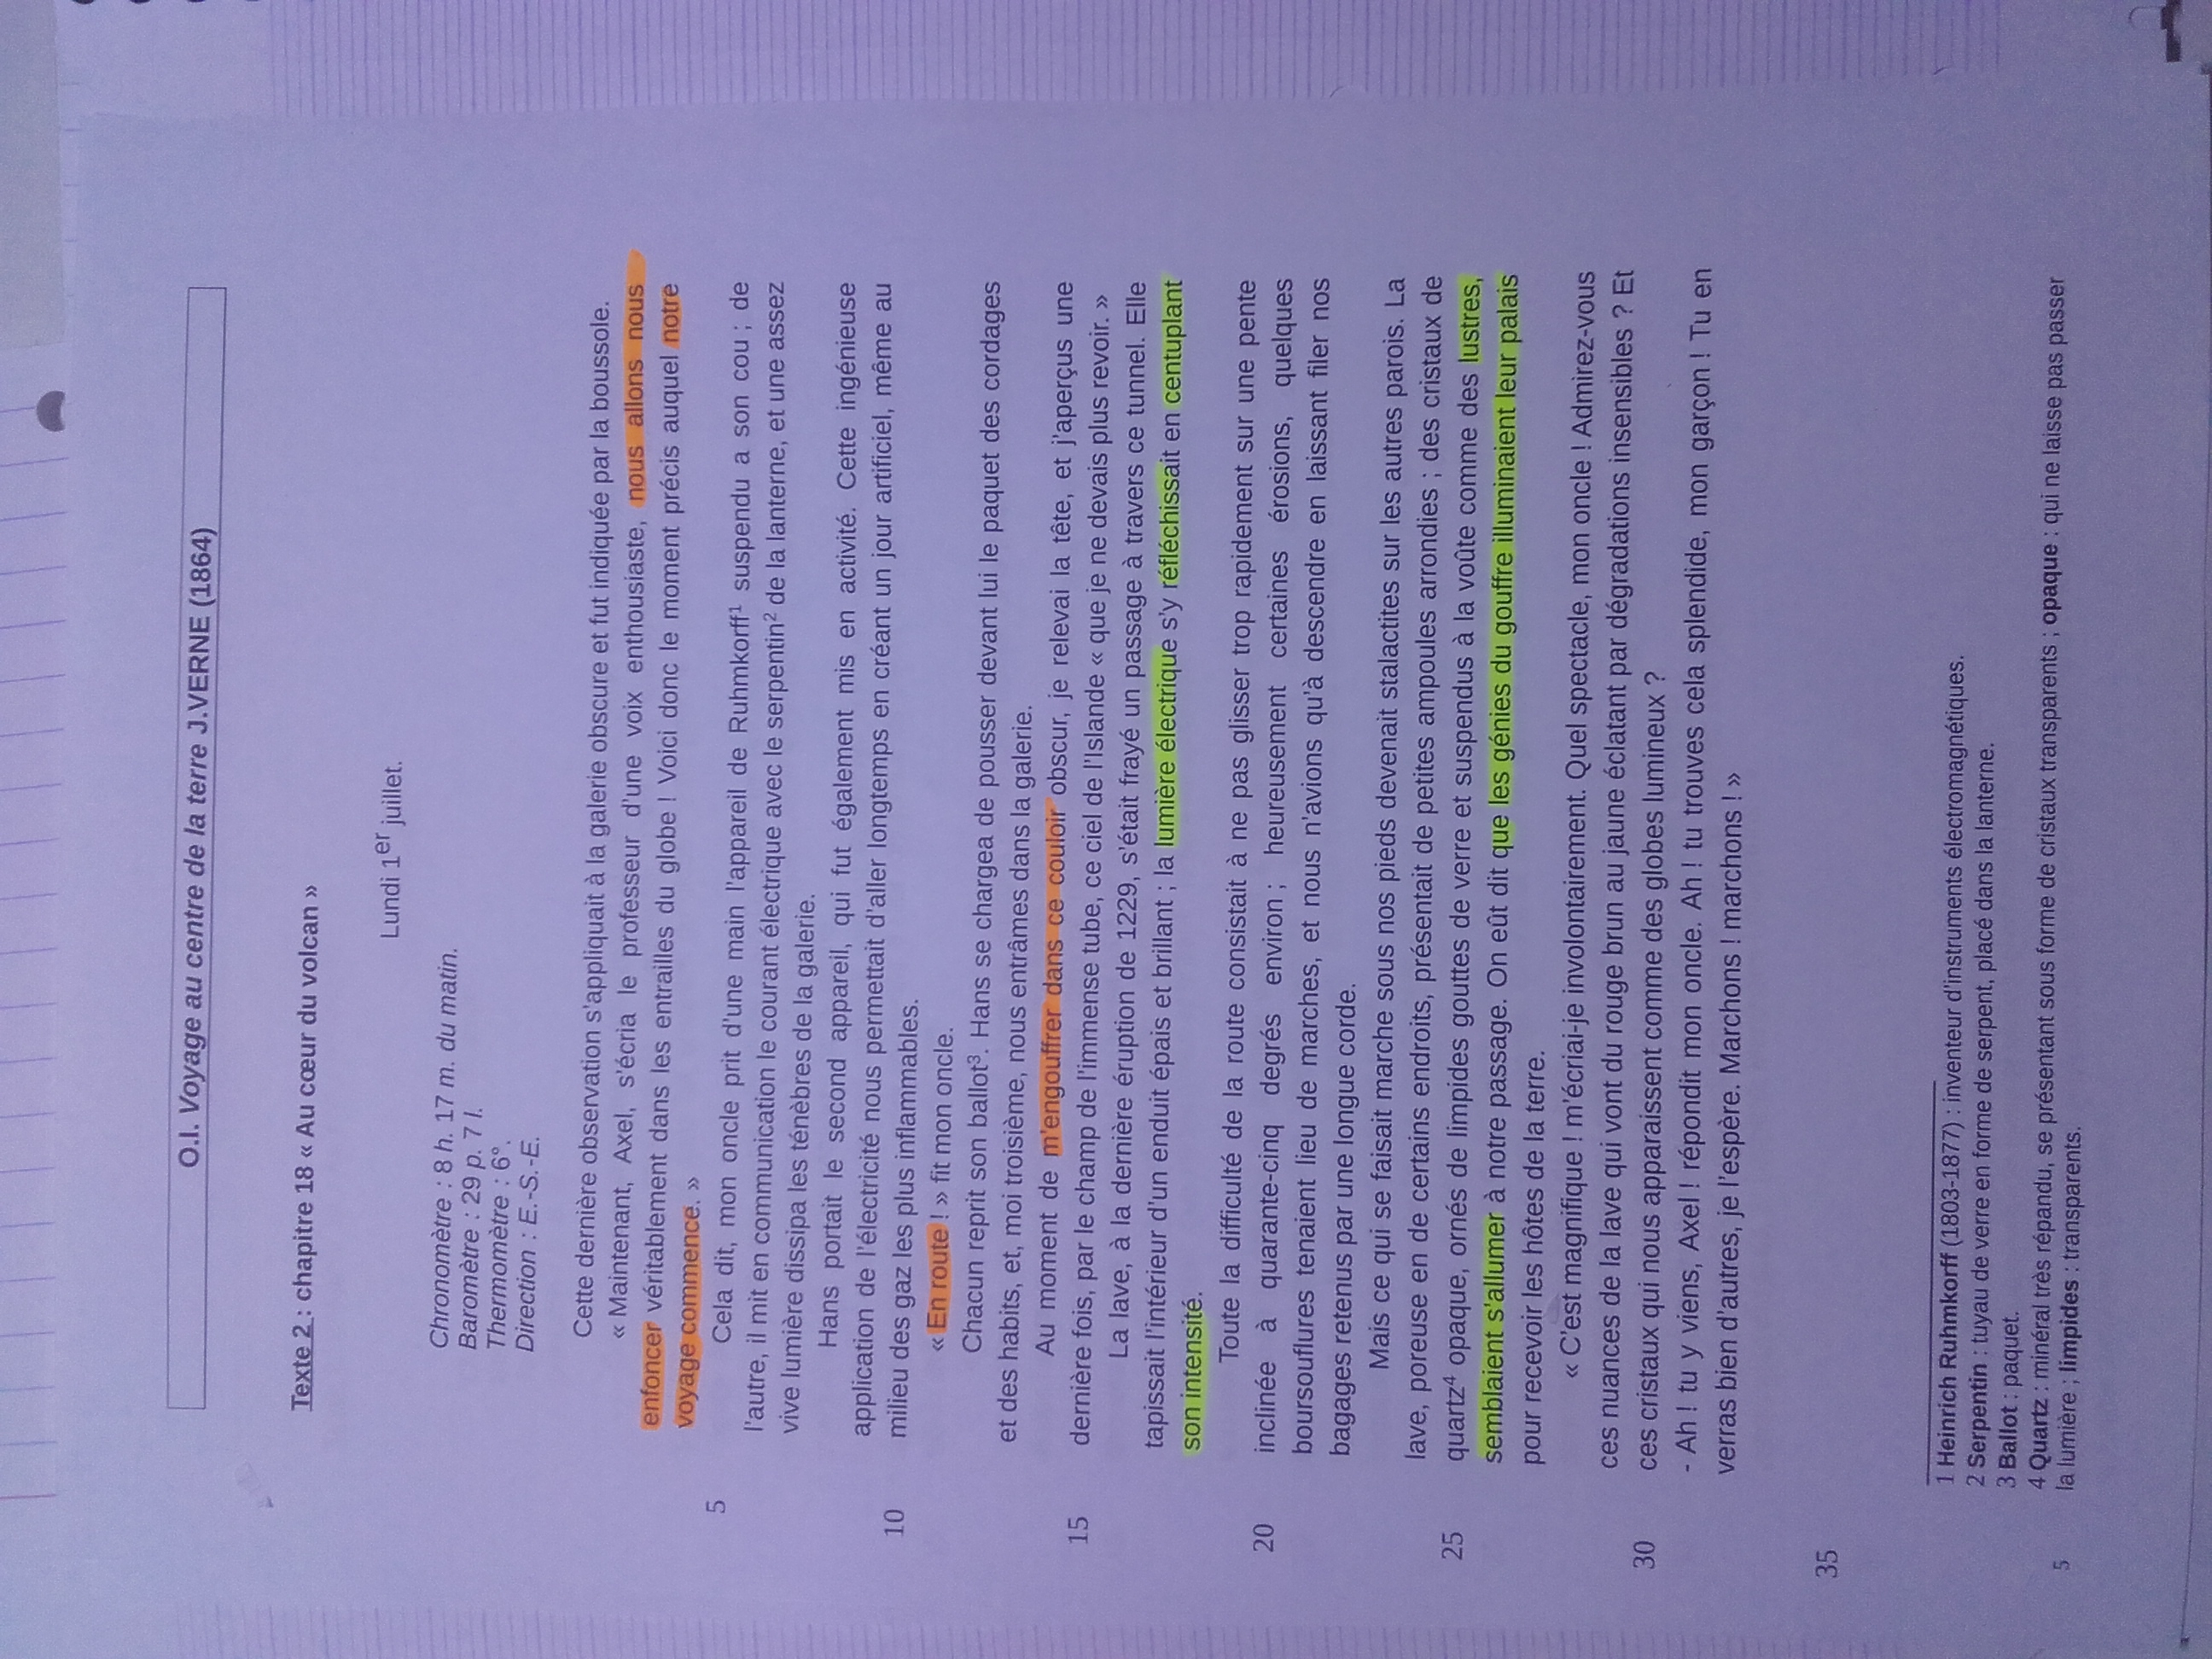 O.I. Voyage au centre de la terre J.VERNE (1864)
Texte 2 : chapitre 18 « Au cœur du volcan »
Lundi 1er juillet.
Chronomètre : 8 h. 17 m. du matin.
Baromètre : 29 p. 7 l.
Thermomètre : 6°.
Direction : E.-S.-E.
Cette dernière observation s'appliquait à la galerie obscure et fut indiquée par la boussole.
« Maintenant, Axel, s'écria le professeur d'une voix enthousiaste, nous allons nous
enfoncer véritablement dans les entrailles du globe ! Voici donc le moment précis auquel notre
voyage commence. »
5 Cela dit, mon oncle prit d'une main l'appareil de Ruhmkorff¹ suspendu a son cou ; de
l'autre, il mit en communication le courant électrique avec le serpentin² de la lanterne, et une assez
vive lumière dissipa les ténèbres de la galerie.
Hans portait le second appareil, qui fut également mis en activité. Cette ingénieuse
application de l'électricité nous permettait d'aller longtemps en créant un jour artificiel, même au
10 milieu des gaz les plus inflammables.
« En route ! » fit mon oncle.
Chacun reprit son ballot³. Hans se chargea de pousser devant lui le paquet des cordages
et des habits, et, moi troisième, nous entrâmes dans la galerie.
Au moment de m'engouffrer dans ce couloir obscur, je relevai la tête, et j'aperçus une
15 dernière fois, par le champ de l'immense tube, ce ciel de l'Islande « que je ne devais plus revoir. »
La lave, à la dernière éruption de 1229, s'était frayé un passage à travers ce tunnel. Elle
tapissait l'intérieur d'un enduit épais et brillant ; la lumière électrique s'y réfléchissait en centuplant
son intensité.
Toute la difficulté de la route consistait à ne pas glisser trop rapidement sur une pente
20 inclinée à quarante-cinq degrés environ ; heureusement certaines érosions, quelques
boursouflures tenaient lieu de marches, et nous n'avions qu'à descendre en laissant filer nos
bagages retenus par une longue corde.
Mais ce qui se faisait marche sous nos pieds devenait stalactites sur les autres parois. La
lave, poreuse en de certains endroits, présentait de petites ampoules arrondies ; des cristaux de
25 quartz⁴ opaque, ornés de limpides gouttes de verre et suspendus à la voûte comme des lustres,
semblaient s'allumer à notre passage. On eût dit que les génies du gouffre illuminaient leur palais
pour recevoir les hôtes de la terre.
« C'est magnifique ! m'écriai-je involontairement. Quel spectacle, mon oncle ! Admirez-vous
ces nuances de la lave qui vont du rouge brun au jaune éclatant par dégradations insensibles ? Et
30 ces cristaux qui nous apparaissent comme des globes lumineux ?
- Ah ! tu y viens, Axel ! répondit mon oncle. Ah ! tu trouves cela splendide, mon garçon ! Tu en
verras bien d'autres, je l'espère. Marchons ! marchons ! »
35
1 Heinrich Ruhmkorff (1803-1877) : inventeur d'instruments électromagnétiques.
2 Serpentin : tuyau de verre en forme de serpent, placé dans la lanterne.
3 Ballot : paquet.
4 Quartz : minéral très répandu, se présentant sous forme de cristaux transparents ; opaque : qui ne laisse pas passer
5 la lumière ; limpides : transparents.